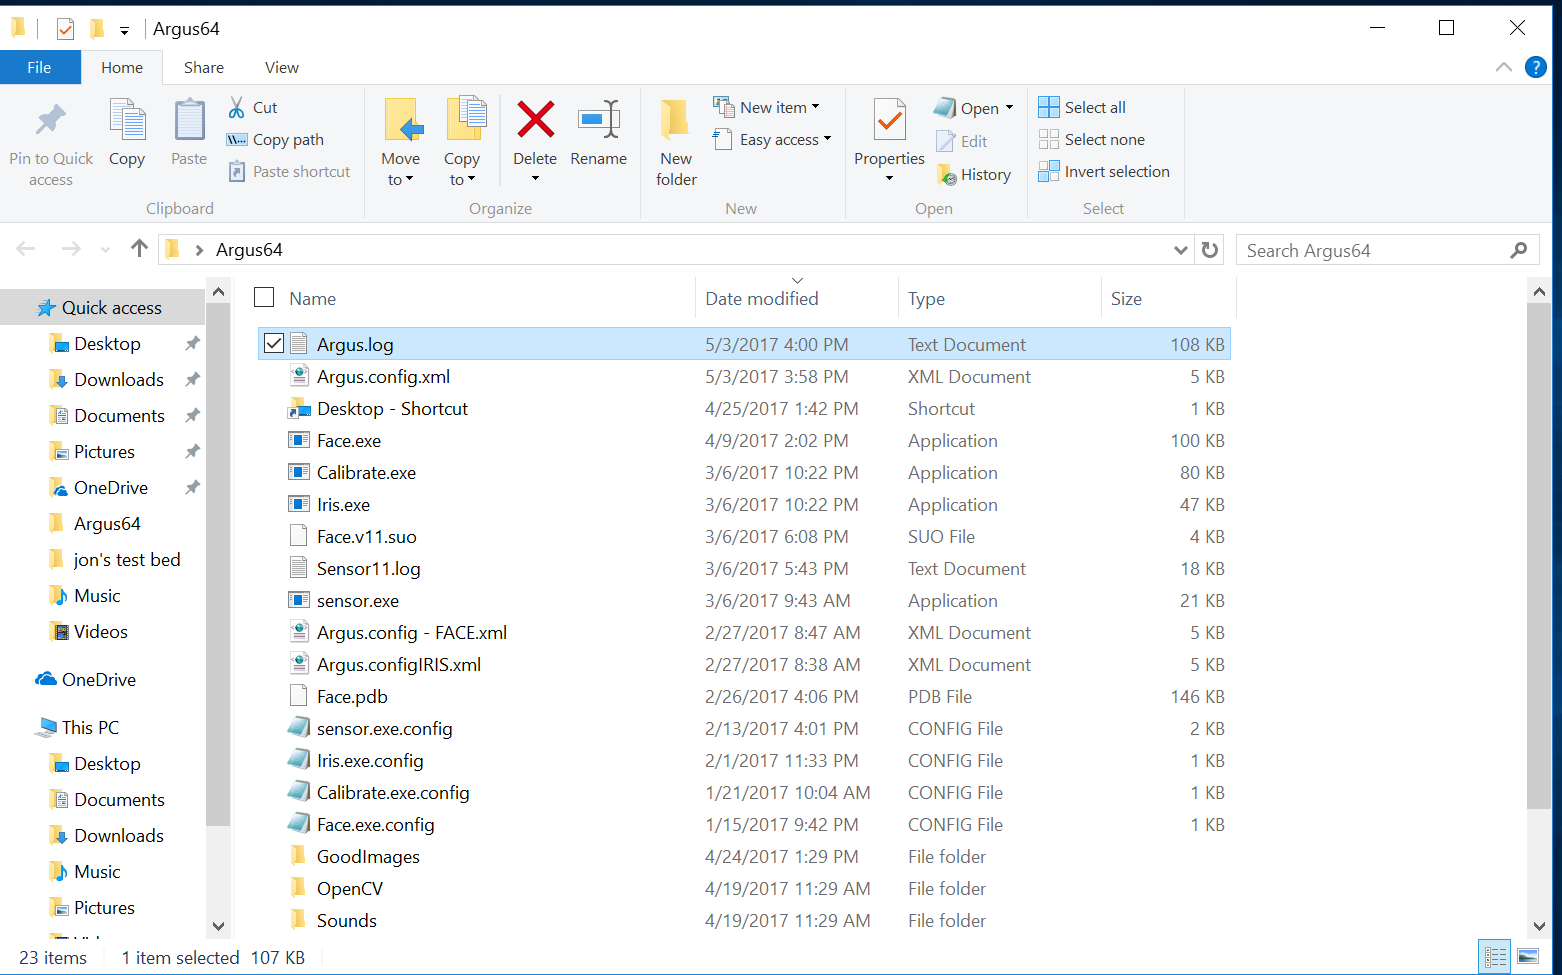 Argus64
File Home Share View
?
Pin to Quick access
Copy
Paste
Cut
Copy path
Paste shortcut
Clipboard
Move to
Copy to
Delete
Rename
Organize
New folder
New item
Easy access
New
Properties
Open
Edit
History
Open
Select all
Select none
Invert selection
Select
Argus64
Search Argus64
Quick access
Desktop
Downloads
Documents
Pictures
OneDrive
Argus64
jon's test bed
Music
Videos
OneDrive
This PC
Desktop
Documents
Downloads
Music
Pictures
Name Date modified Type Size
Argus.log 5/3/2017 4:00 PM Text Document 108 KB
Argus.config.xml 5/3/2017 3:58 PM XML Document 5 KB
Desktop - Shortcut 4/25/2017 1:42 PM Shortcut 1 KB
Face.exe 4/9/2017 2:02 PM Application 100 KB
Calibrate.exe 3/6/2017 10:22 PM Application 80 KB
Iris.exe 3/6/2017 10:22 PM Application 47 KB
Face.v11.suo 3/6/2017 6:08 PM SUO File 4 KB
Sensor11.log 3/6/2017 5:43 PM Text Document 18 KB
sensor.exe 3/6/2017 9:43 AM Application 21 KB
Argus.config - FACE.xml 2/27/2017 8:47 AM XML Document 5 KB
Argus.configIRIS.xml 2/27/2017 8:38 AM XML Document 5 KB
Face.pdb 2/26/2017 4:06 PM PDB File 146 KB
sensor.exe.config 2/13/2017 4:01 PM CONFIG File 2 KB
Iris.exe.config 2/1/2017 11:33 PM CONFIG File 1 KB
Calibrate.exe.config 1/21/2017 10:04 AM CONFIG File 1 KB
Face.exe.config 1/15/2017 9:42 PM CONFIG File 1 KB
GoodImages 4/24/2017 1:29 PM File folder
OpenCV 4/19/2017 11:29 AM File folder
Sounds 4/19/2017 11:29 AM File folder
23 items 1 item selected 107 KB